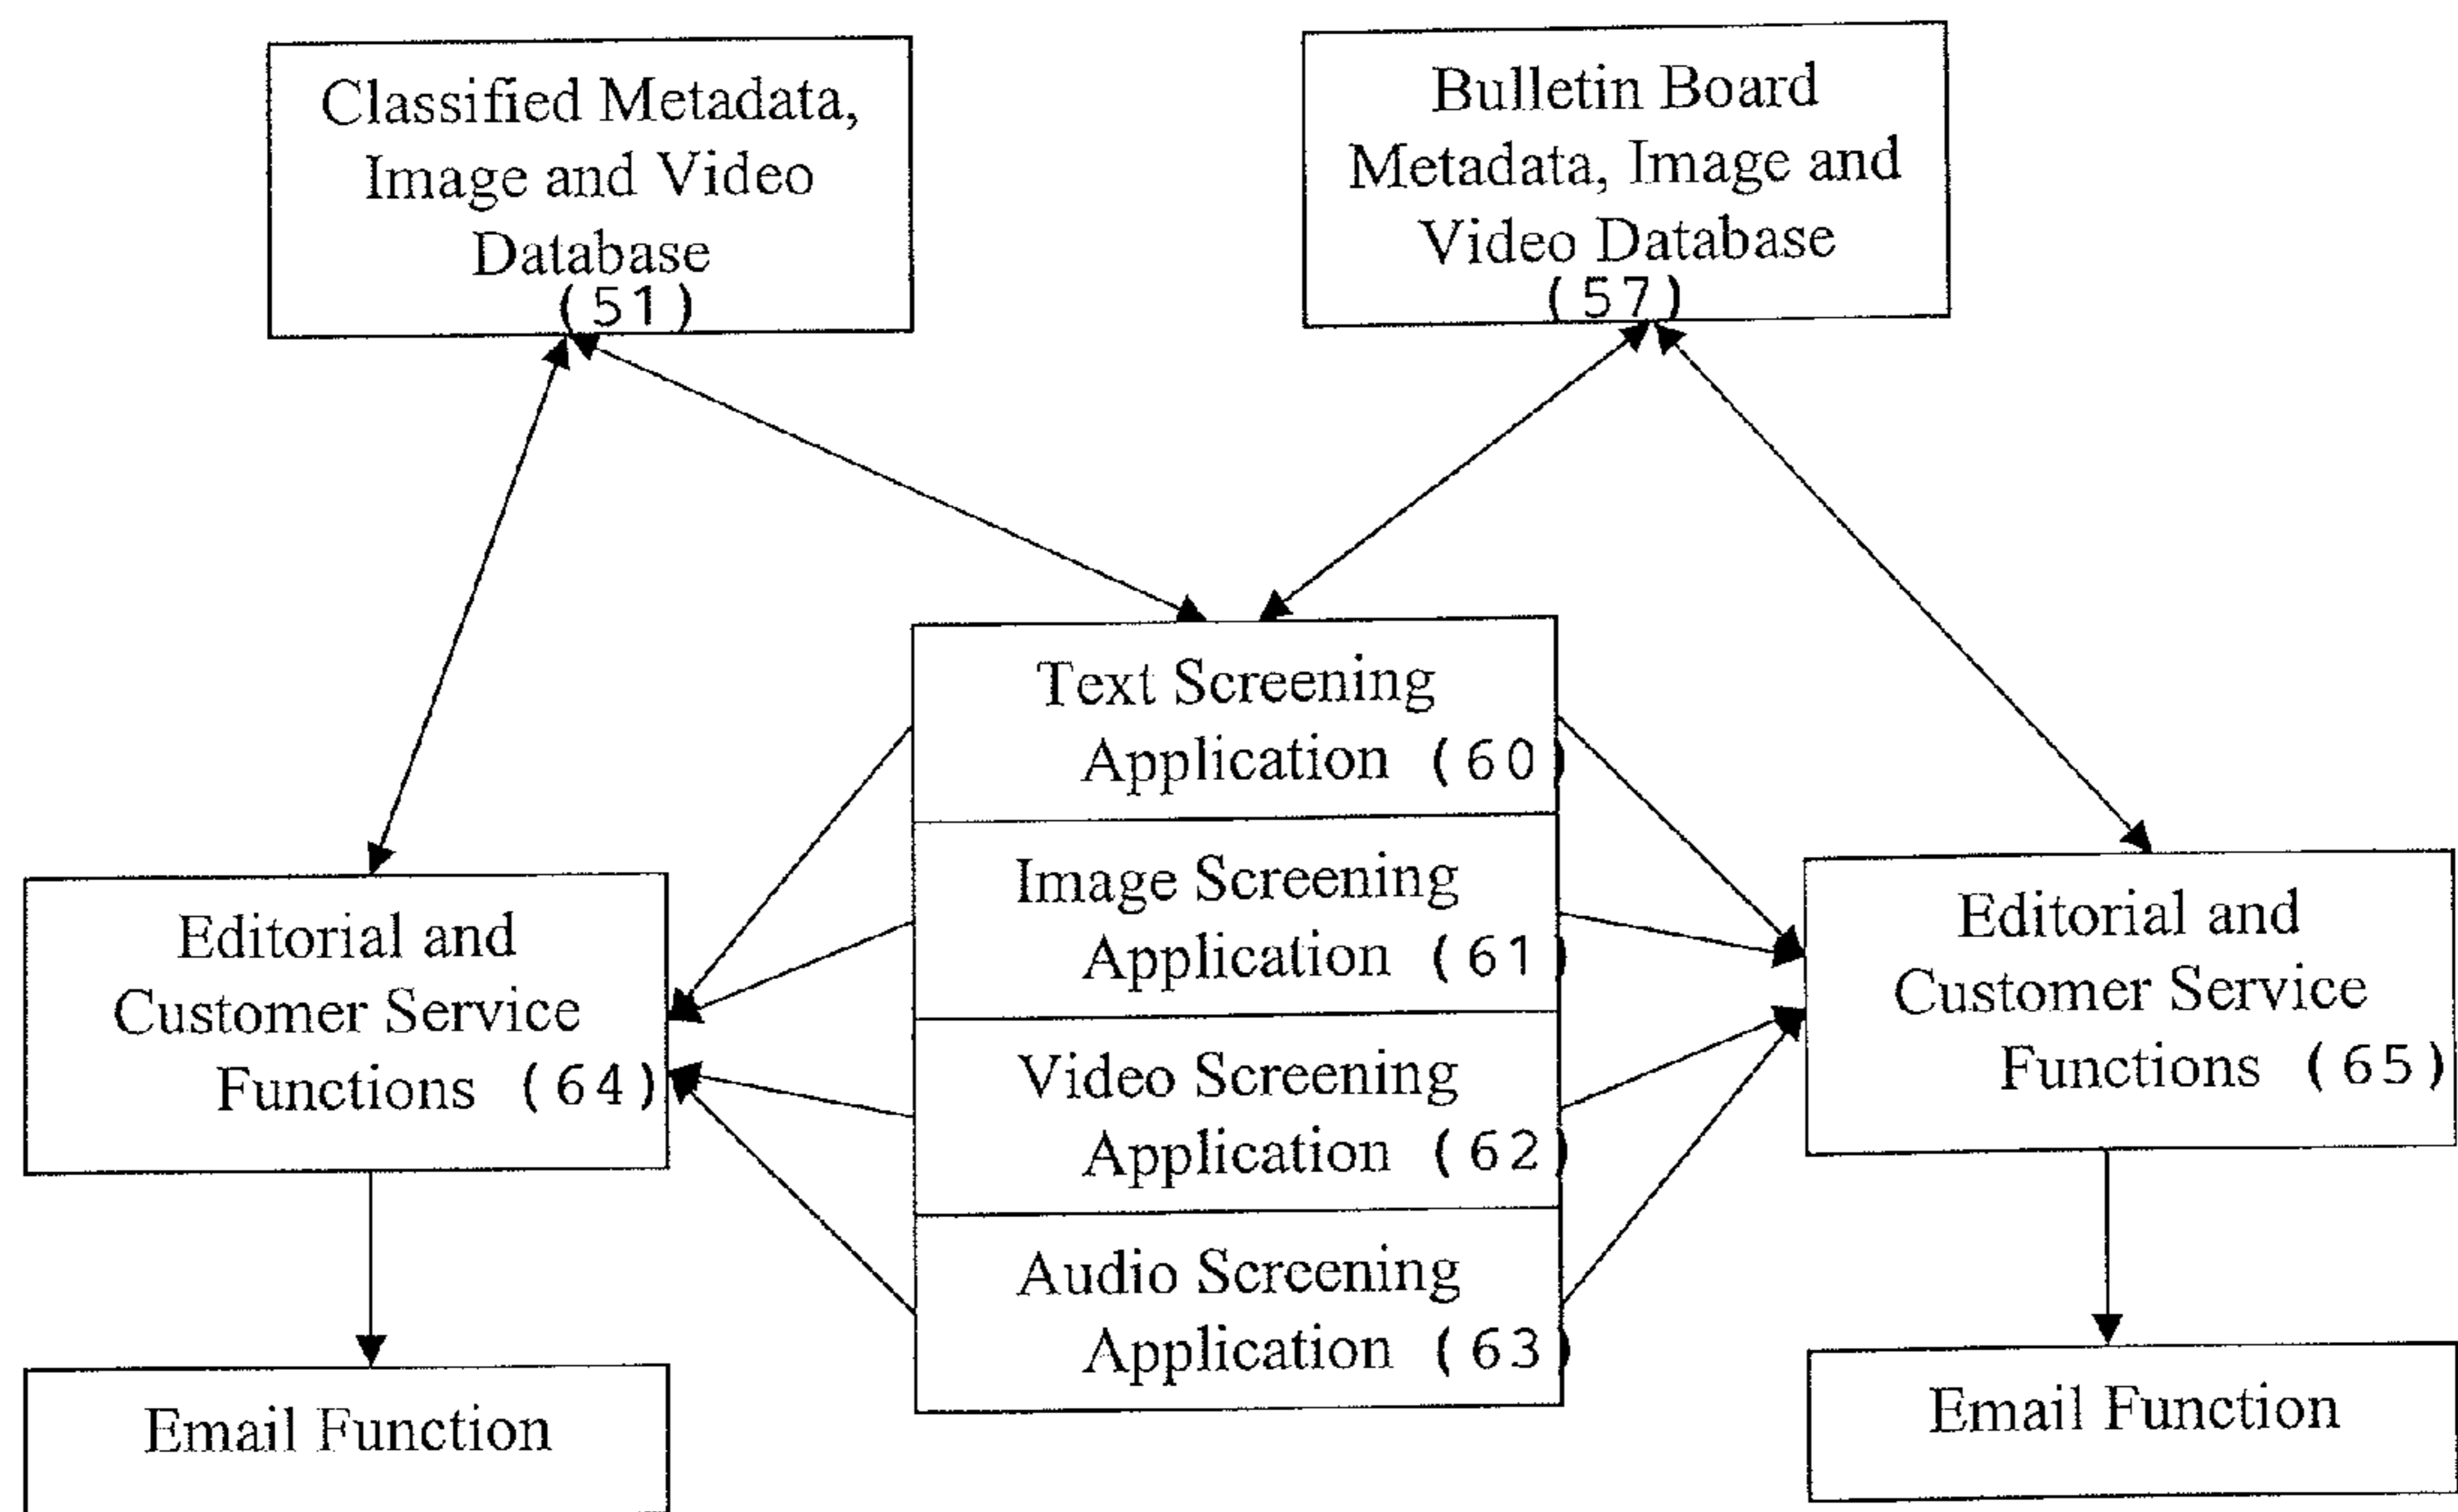 Classified Metadata,
Image and Video
Database
(51)
Bulletin Board
Metadata, Image and
Video Database
(57)
Text Screening
Application (60)
Image Screening
Application (61)
Video Screening
Application (62)
Audio Screening
Application (63)
Editorial and
Customer Service
Functions (64)
Editorial and
Customer Service
Functions (65)
Email Function
Email Function